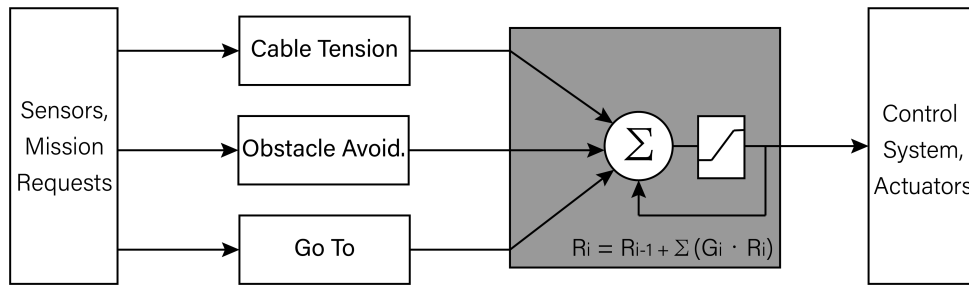 Sensors,
Mission
Requests
Cable Tension
Obstacle Avoid.
Go To
Σ
Ri = Ri-1 + Σ (Gi · Ri)
Control
System,
Actuators